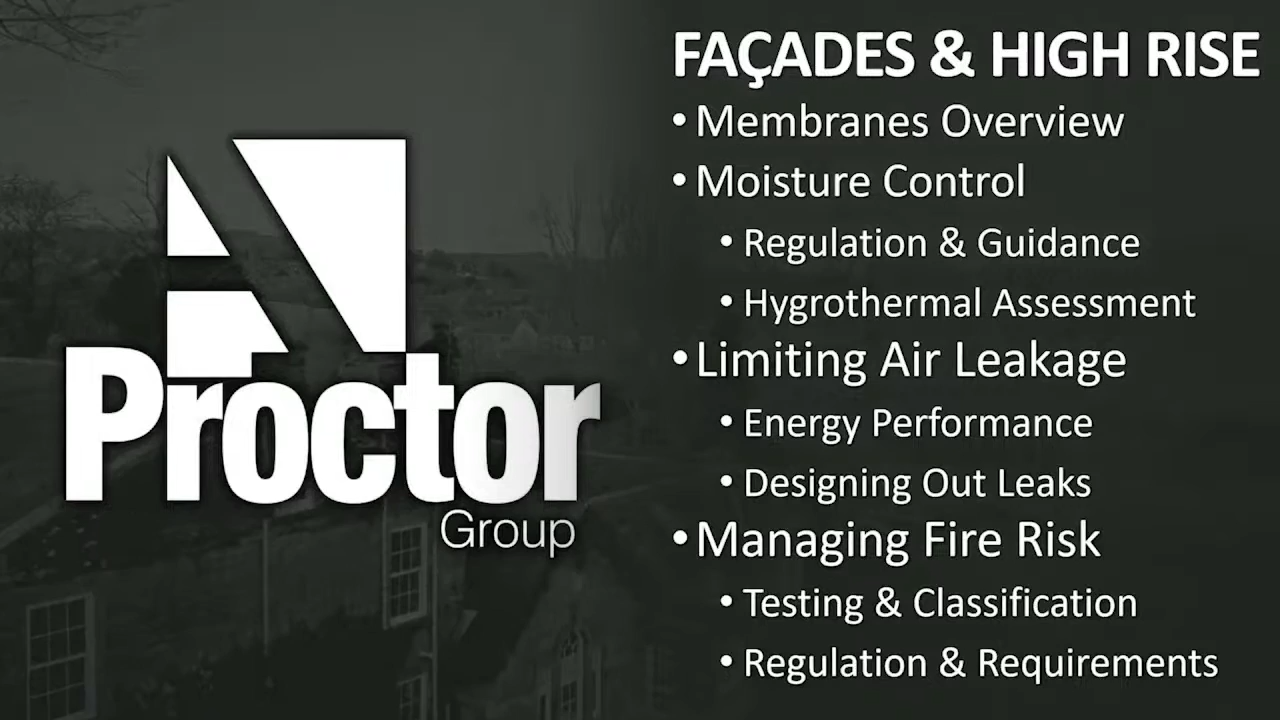 Proctor
Group
FAÇADES & HIGH RISE
• Membranes Overview
• Moisture Control
• Regulation & Guidance
• Hygrothermal Assessment
• Limiting Air Leakage
• Energy Performance
• Designing Out Leaks
• Managing Fire Risk
• Testing & Classification
• Regulation & Requirements